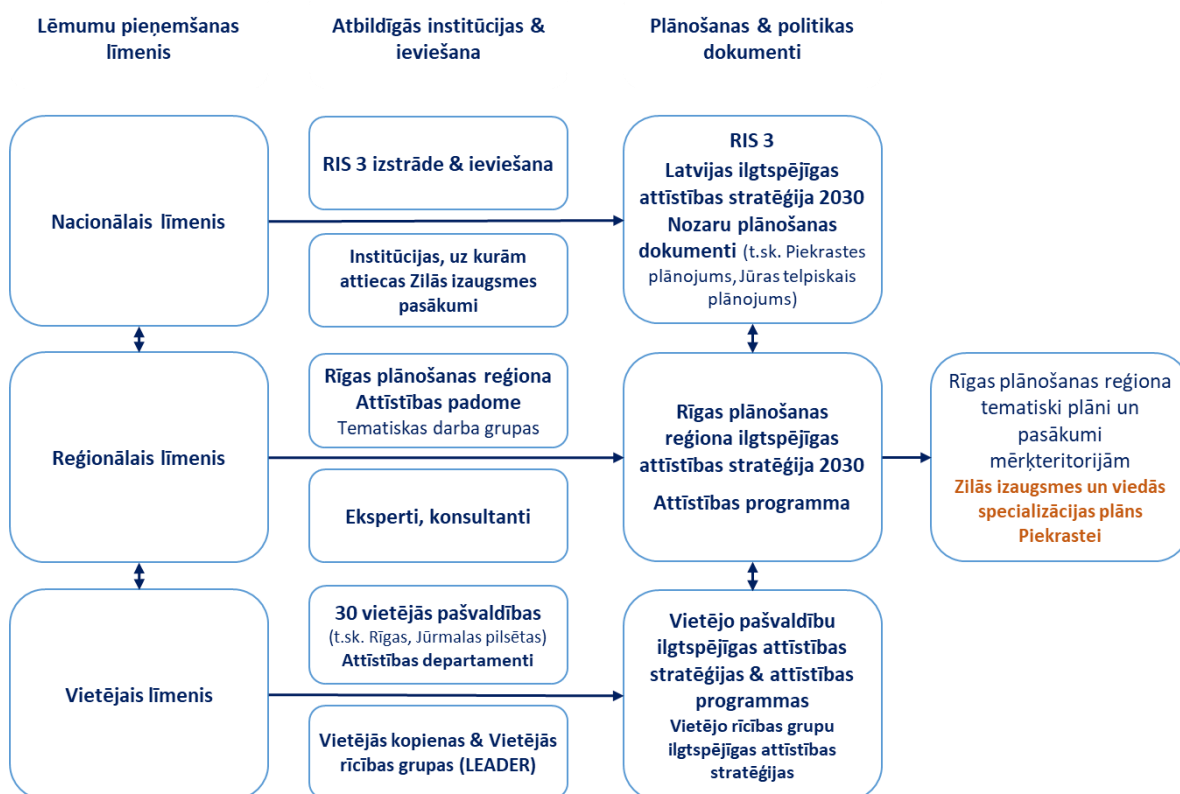 Lēmumu pieņemšanas
līmenis
Atbildīgās institūcijas &
ieviešana
Plānošanas & politikas
dokumenti
Nacionālais līmenis
RIS 3 izstrāde & ieviešana
Institūcijas, uz kurām
attiecas Zilās izaugsmes
pasākumi
RIS 3
Latvijas ilgtspējīgas
attīstības stratēģija 2030
Nozaru plānošanas
dokumenti (t.sk. Piekrastes
plānojums, Jūras telpiskais
plānojums)
Reģionālais līmenis
Rīgas plānošanas reģiona
Attīstības padome
Tematiskas darba grupas
Eksperti, konsultanti
Rīgas plānošanas
reģiona ilgtspējīgas
attīstības stratēģija 2030
Attīstības programma
Rīgas plānošanas reģiona
tematiski plāni un
pasākumi
mērķteritorijām
Zilās izaugsmes un viedās
specializācijas plāns
Piekrastei
Vietējais līmenis
30 vietējās pašvaldības
(t.sk. Rīgas, Jūrmalas pilsētas)
Attīstības departamenti
Vietējās kopienas & Vietējās
rīcības grupas (LEADER)
Vietējo pašvaldību
ilgtspējīgas attīstības
stratēģijas & attīstības
programmas
Vietējo rīcības grupu
ilgtspējīgas attīstības
stratēģijas